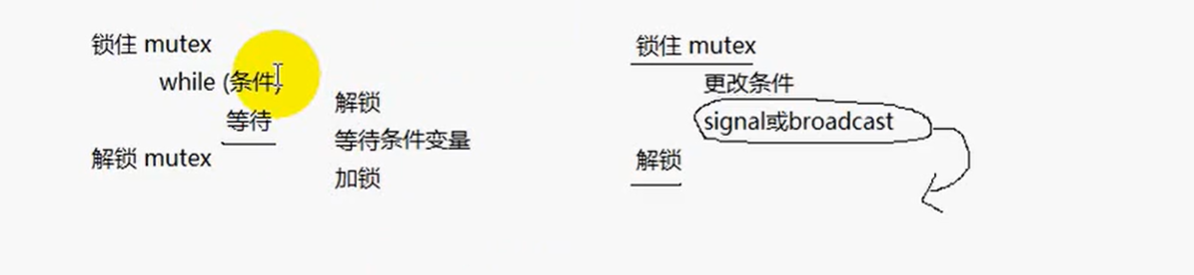 锁住 mutex
while (条件)
等待
解锁 mutex
解锁
等待条件变量
加锁
锁住 mutex
更改条件
signal或broadcast
解锁